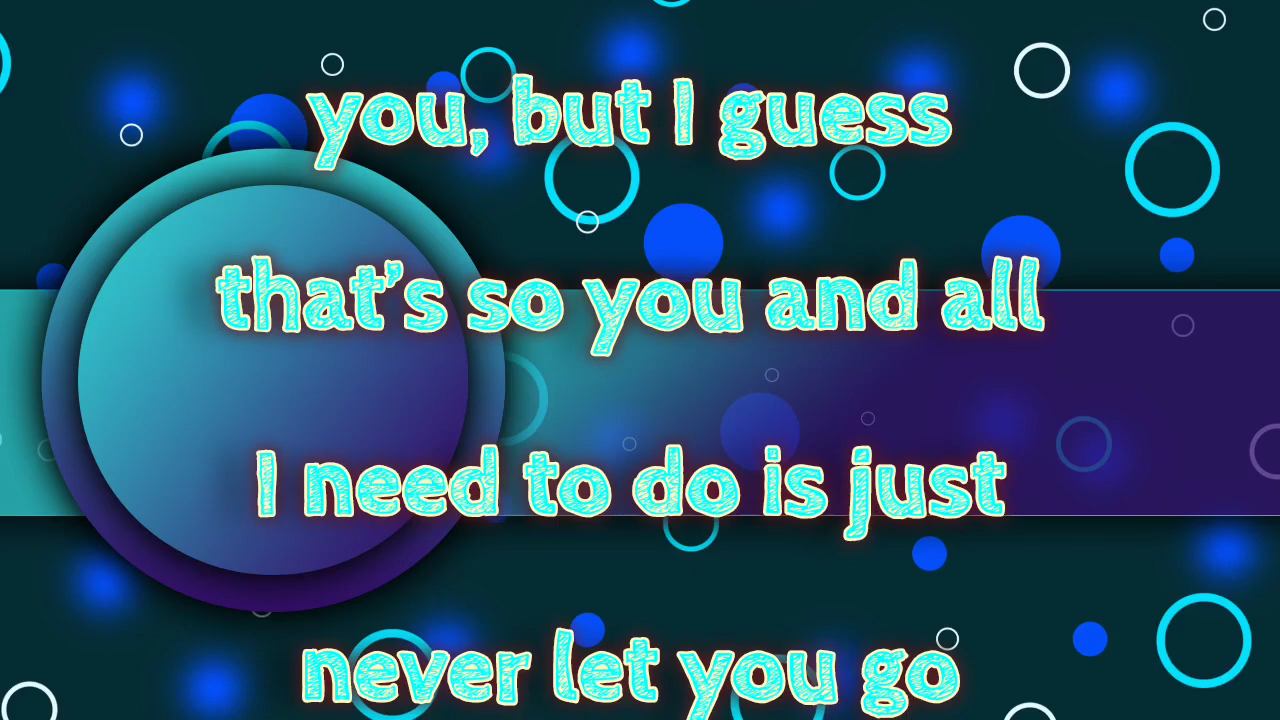 you, but I guess
that's so you and all
I need to do is just
never let you go